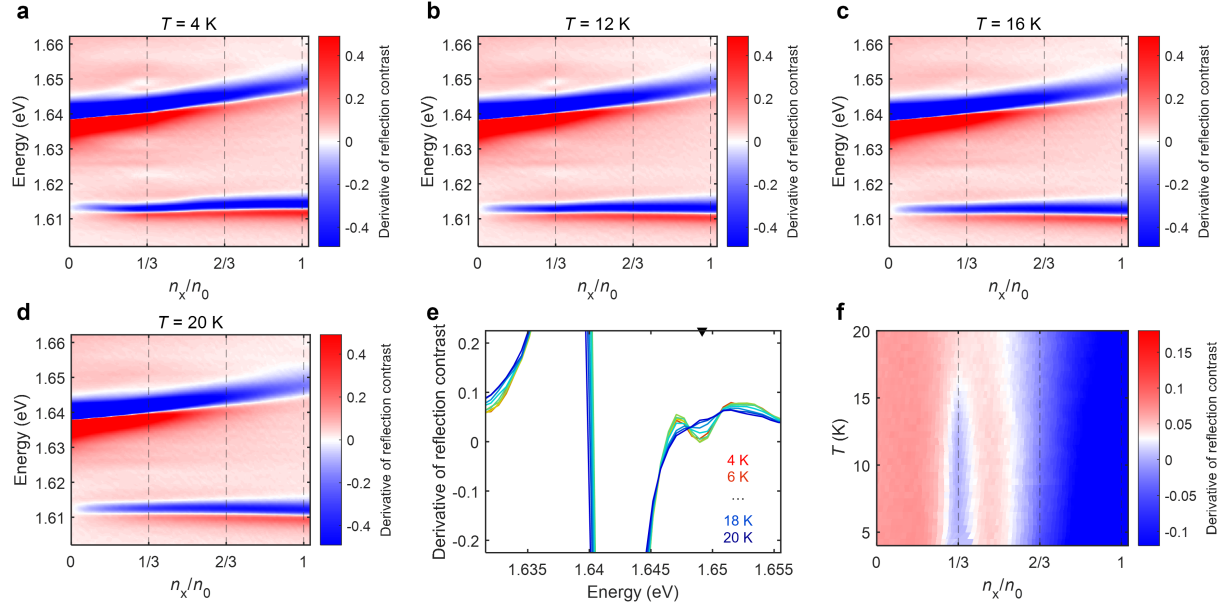 a
T = 4 K
1.66
1.65
1.64
1.63
1.62
1.61
Energy (eV)
0
1/3
2/3
1
nx/n0
0.4
0.2
0
-0.2
-0.4
Derivative of reflection contrast
b
T = 12 K
1.66
1.65
1.64
1.63
1.62
1.61
Energy (eV)
0
1/3
2/3
1
nx/n0
0.4
0.2
0
-0.2
-0.4
Derivative of reflection contrast
c
T = 16 K
1.66
1.65
1.64
1.63
1.62
1.61
Energy (eV)
0
1/3
2/3
1
nx/n0
0.4
0.2
0
-0.2
-0.4
Derivative of reflection contrast
d
T = 20 K
1.66
1.65
1.64
1.63
1.62
1.61
Energy (eV)
0
1/3
2/3
1
nx/n0
0.4
0.2
0
-0.2
-0.4
Derivative of reflection contrast
e
0.2
0.1
0
-0.1
-0.2
Derivative of reflection contrast
4 K
6 K
...
18 K
20 K
1.635
1.64
1.645
1.65
1.655
Energy (eV)
f
20
15
10
5
T (K)
0
1/3
2/3
1
nx/n0
0.15
0.1
0.05
0
-0.05
-0.1
Derivative of reflection contrast